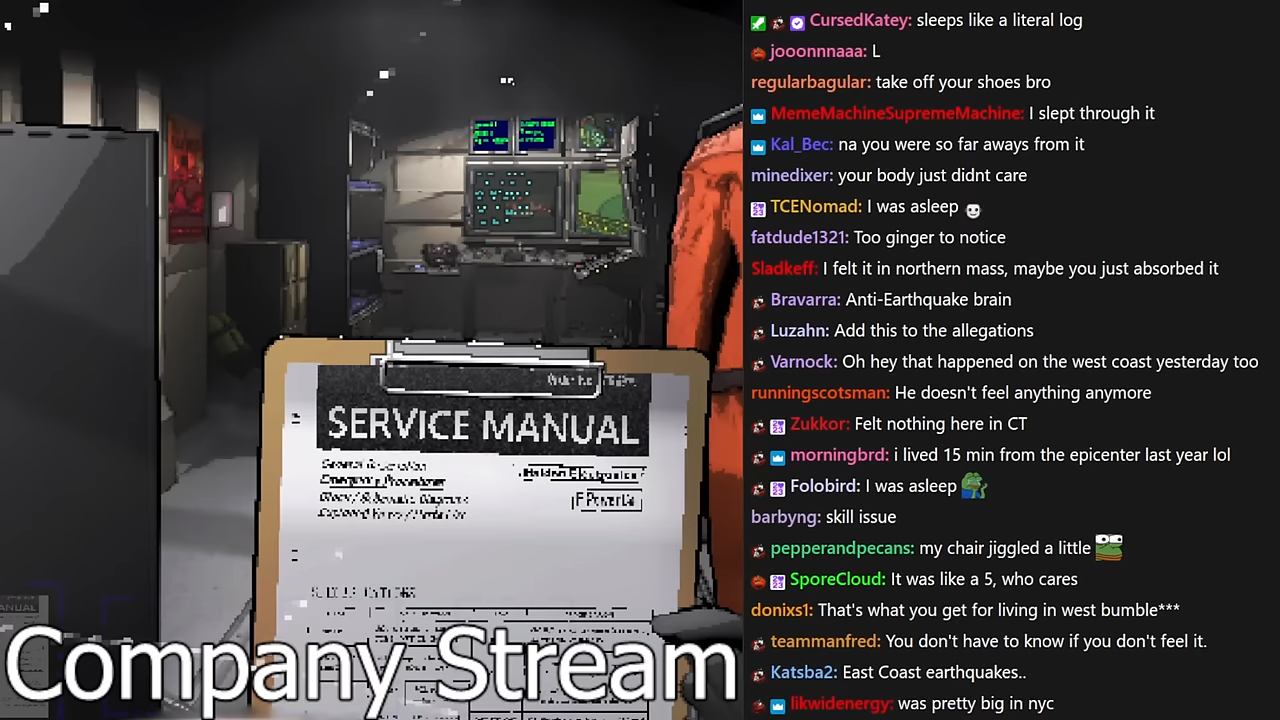 SERVICE MANUAL
Company Stream
CursedKatey: sleeps like a literal log
jooonnnaaa: L
regularbagular: take off your shoes bro
MemeMachineSupremeMachine: I slept through it
Kal_Bec: na you were so far aways from it
minedixer: your body just didnt care
TCENomad: I was asleep
fatdude1321: Too ginger to notice
Sladkeff: I felt it in northern mass, maybe you just absorbed it
Bravarra: Anti-Earthquake brain
Luzahn: Add this to the allegations
Varnock: Oh hey that happened on the west coast yesterday too
runningscotsman: He doesn't feel anything anymore
Zukkor: Felt nothing here in CT
morningbrd: i lived 15 min from the epicenter last year lol
Folobird: I was asleep
barbyng: skill issue
pepperandpecans: my chair jiggled a little
SporeCloud: It was like a 5, who cares
donixs1: That's what you get for living in west bumble***
teammanfred: You don't have to know if you don't feel it.
Katsba2: East Coast earthquakes..
likwidenergy: was pretty big in nyc